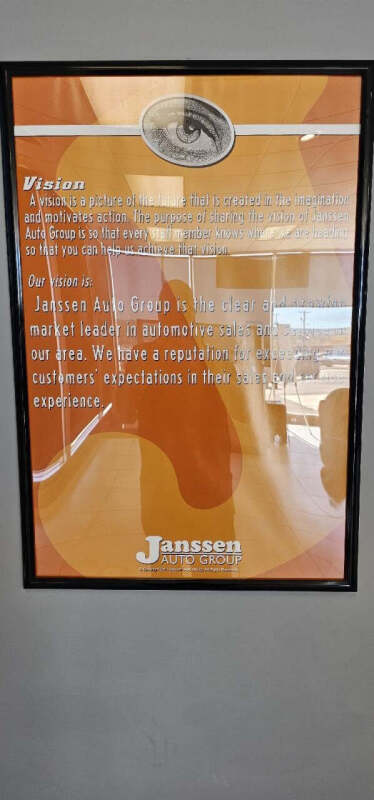 Vision
A vision is a picture of the future that is created in the imagination
and motivates action. The purpose of sharing the vision of Janssen
Auto Group is so that every staff member knows where we are heading
so that you can help us achieve that vision.
Our vision is:
Janssen Auto Group is the clear and
market leader in automotive sales and
our area. We have a reputation for exceeding our
customers' expectations in their sales and
experience.
Janssen
AUTO GROUP